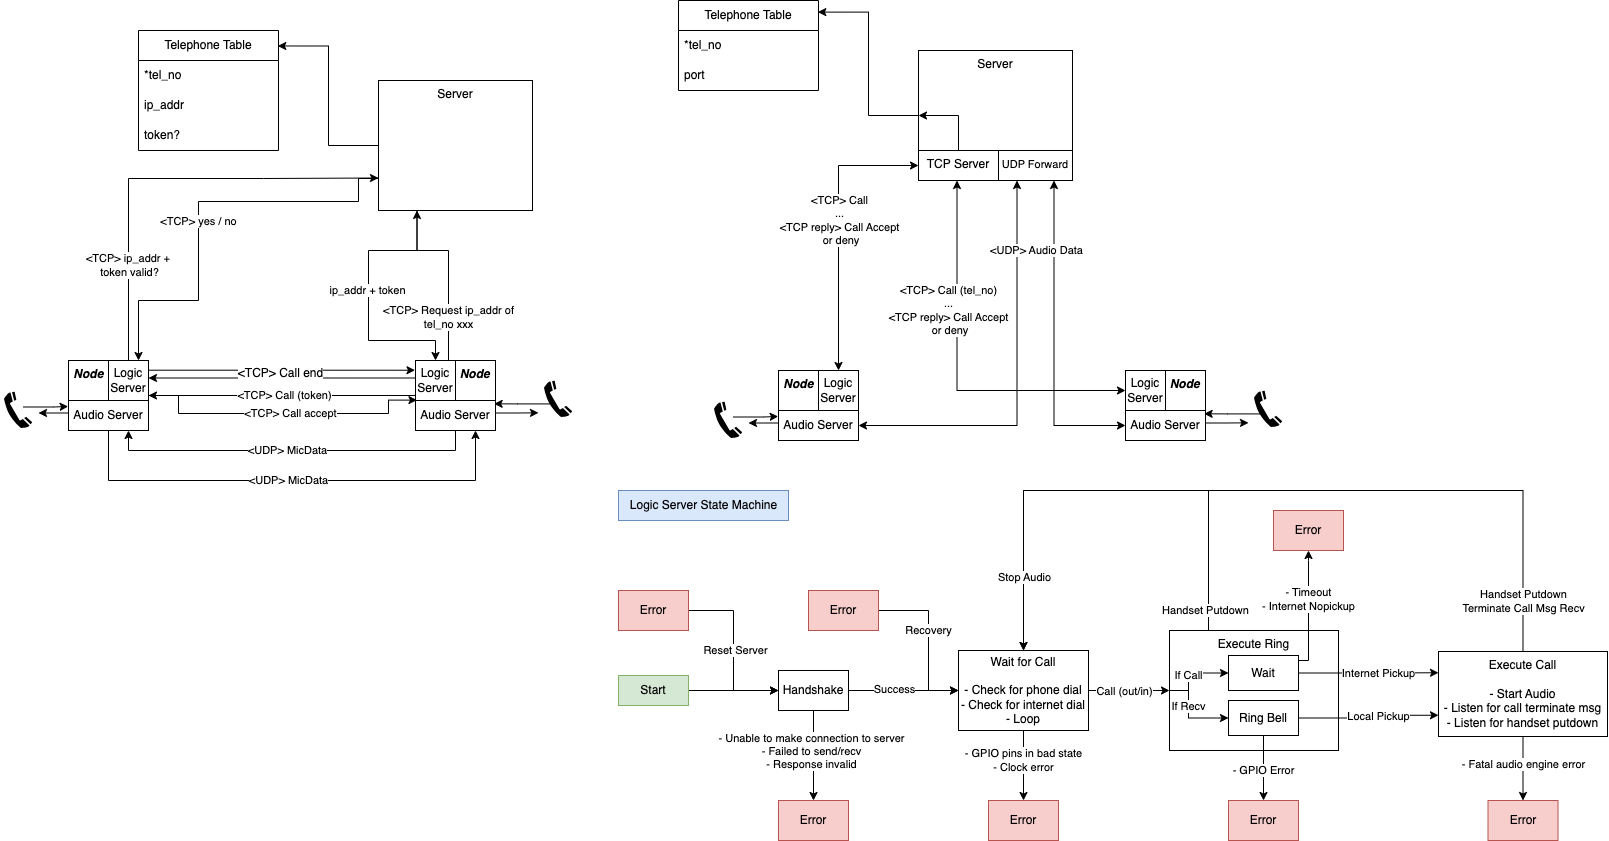 Telephone Table
*tel_no
ip_addr
token?
Server
<TCP> yes / no
<TCP> ip_addr +
token valid?
ip_addr + token
<TCP> Request ip_addr of
tel_no xxx
Node
Logic
Server
Audio Server
Logic
Server
Node
Audio Server
<TCP> Call end
<TCP> Call (token)
<TCP> Call accept
<UDP> MicData
<UDP> MicData
Telephone Table
*tel_no
port
Server
TCP Server
UDP Forward
<TCP> Call
...
<TCP reply> Call Accept
or deny
<UDP> Audio Data
<TCP> Call (tel_no)
...
<TCP reply> Call Accept
or deny
Node
Logic
Server
Audio Server
Logic
Server
Node
Audio Server
Logic Server State Machine
Error
Stop Audio
Error
Error
Reset Server
Recovery
Handset Putdown
- Timeout
- Internet Nopickup
Handset Putdown
Terminate Call Msg Recv
Start
Handshake
Success
Wait for Call
- Check for phone dial
- Check for internet dial
- Loop
Call (out/in)
Execute Ring
If Call
Wait
If Recv
Ring Bell
Internet Pickup
Local Pickup
Execute Call
- Start Audio
- Listen for call terminate msg
- Listen for handset putdown
- Unable to make connection to server
- Failed to send/recv
- Response invalid
- GPIO pins in bad state
- Clock error
- GPIO Error
- Fatal audio engine error
Error
Error
Error
Error